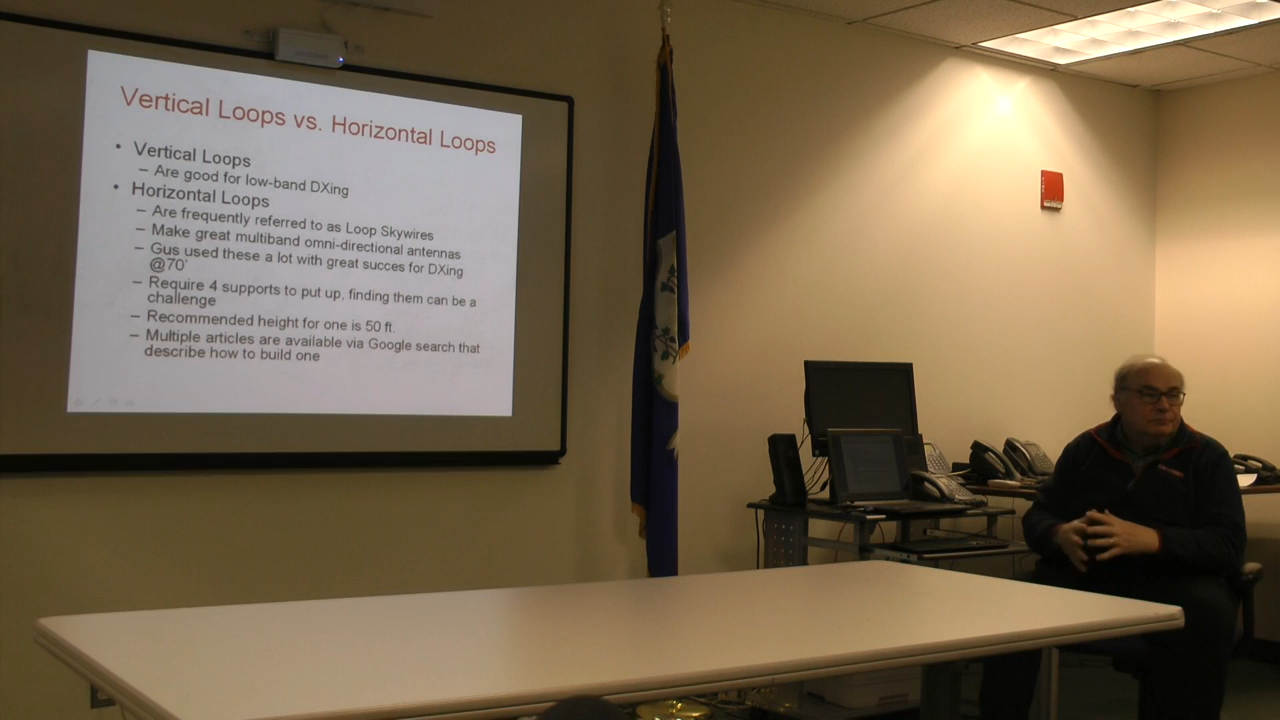 Vertical Loops vs. Horizontal Loops
• Vertical Loops
– Are good for low-band DXing
• Horizontal Loops
– Are frequently referred to as Loop Skywires
– Make great multiband omni-directional antennas
– Gus used these a lot with great succes for DXing
@70'
– Require 4 supports to put up, finding them can be a
challenge
– Recommended height for one is 50 ft.
– Multiple articles are available via Google search that
describe how to build one